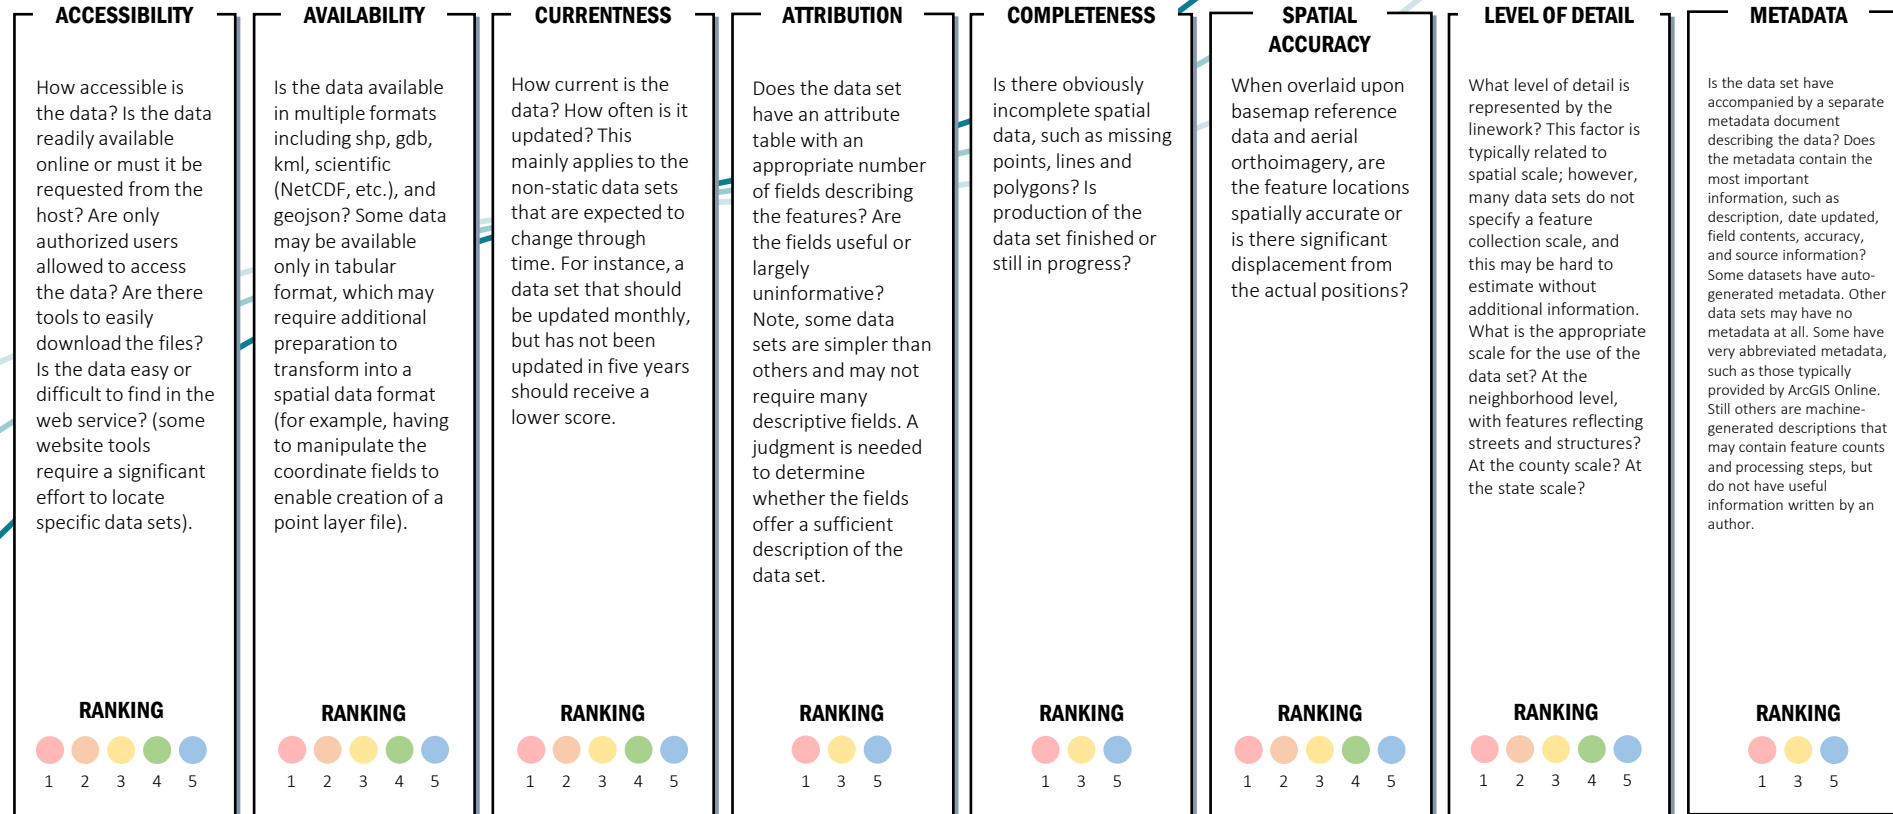 ACCESSIBILITY
How accessible is
the data? Is the data
readily available
online or must it be
requested from the
host? Are only
authorized users
allowed to access
the data? Are there
tools to easily
download the files?
Is the data easy or
difficult to find in the
web service? (some
website tools
require a significant
effort to locate
specific data sets).
RANKING
1 2 3 4 5
AVAILABILITY
Is the data available
in multiple formats
including shp, gdb,
kml, scientific
(NetCDF, etc.), and
geojson? Some data
may be available
only in tabular
format, which may
require additional
preparation to
transform into a
spatial data format
(for example, having
to manipulate the
coordinate fields to
enable creation of a
point layer file).
RANKING
1 2 3 4 5
CURRENTNESS
How current is the
data? How often is it
updated? This
mainly applies to the
non-static data sets
that are expected to
change through
time. For instance, a
data set that should
be updated monthly,
but has not been
updated in five years
should receive a
lower score.
RANKING
1 2 3 4 5
ATTRIBUTION
Does the data set
have an attribute
table with an
appropriate number
of fields describing
the features? Are
the fields useful or
largely
uninformative?
Note, some data
sets are simpler than
others and may not
require many
descriptive fields. A
judgment is needed
to determine
whether the fields
offer a sufficient
description of the
data set.
RANKING
1 3 5
COMPLETENESS
Is there obviously
incomplete spatial
data, such as missing
points, lines and
polygons? Is
production of the
data set finished or
still in progress?
RANKING
1 3 5
SPATIAL
ACCURACY
When overlaid upon
basemap reference
data and aerial
orthoimagery, are
the feature locations
spatially accurate or
is there significant
displacement from
the actual positions?
RANKING
1 2 3 4 5
LEVEL OF DETAIL
What level of detail is
represented by the
linework? This factor is
typically related to
spatial scale; however,
many data sets do not
specify a feature
collection scale, and
this may be hard to
estimate without
additional information.
What is the appropriate
scale for the use of the
data set? At the
neighborhood level,
with features reflecting
streets and structures?
At the county scale? At
the state scale?
RANKING
1 2 3 4 5
METADATA
Is the data set have
accompanied by a separate
metadata document
describing the data? Does
the metadata contain the
most important
information, such as
description, date updated,
field contents, accuracy,
and source information?
Some datasets have auto-
generated metadata. Other
data sets may have no
metadata at all. Some have
very abbreviated metadata,
such as those typically
provided by ArcGIS Online.
Still others are machine-
generated descriptions that
may contain feature counts
and processing steps, but
do not have useful
information written by an
author.
RANKING
1 3 5